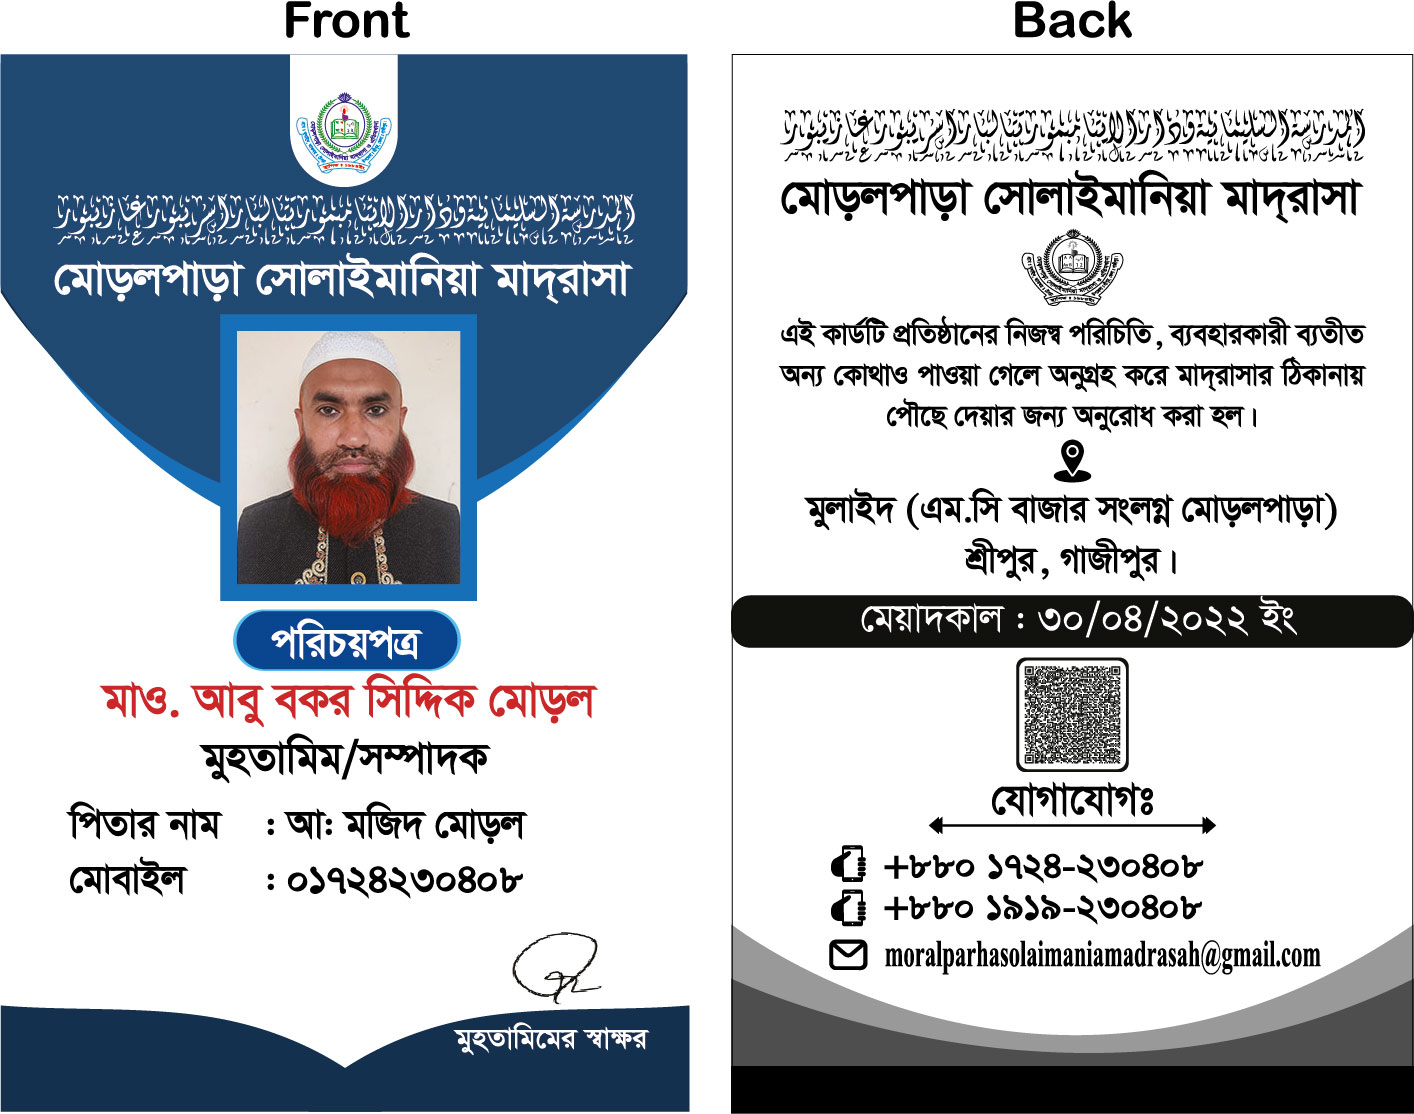 Front
মোড়লপাড়া সোলাইমানিয়া মাদ্‌রাসা
পরিচয়পত্র
মাও. আবু বকর সিদ্দিক মোড়ল
মুহতামিম/সম্পাদক
পিতার নাম : আ: মজিদ মোড়ল
মোবাইল : ০১৭২৪২৩০৪০৮
মুহতামিমের স্বাক্ষর
Back
মোড়লপাড়া সোলাইমানিয়া মাদ্‌রাসা
এই কার্ডটি প্রতিষ্ঠানের নিজস্ব পরিচিতি, ব্যবহারকারী ব্যতীত
অন্য কোথাও পাওয়া গেলে অনুগ্রহ করে মাদ্‌রাসার ঠিকানায়
পৌছে দেয়ার জন্য অনুরোধ করা হল।
মুলাইদ (এম.সি বাজার সংলগ্ন মোড়লপাড়া)
শ্রীপুর, গাজীপুর।
মেয়াদকাল : ৩০/০৪/২০২২ ইং
যোগাযোগঃ
+৮৮০ ১৭২৪-২৩০৪০৮
+৮৮০ ১৯১৯-২৩০৪০৮
moralparhasolaimaniamadrasah@gmail.com